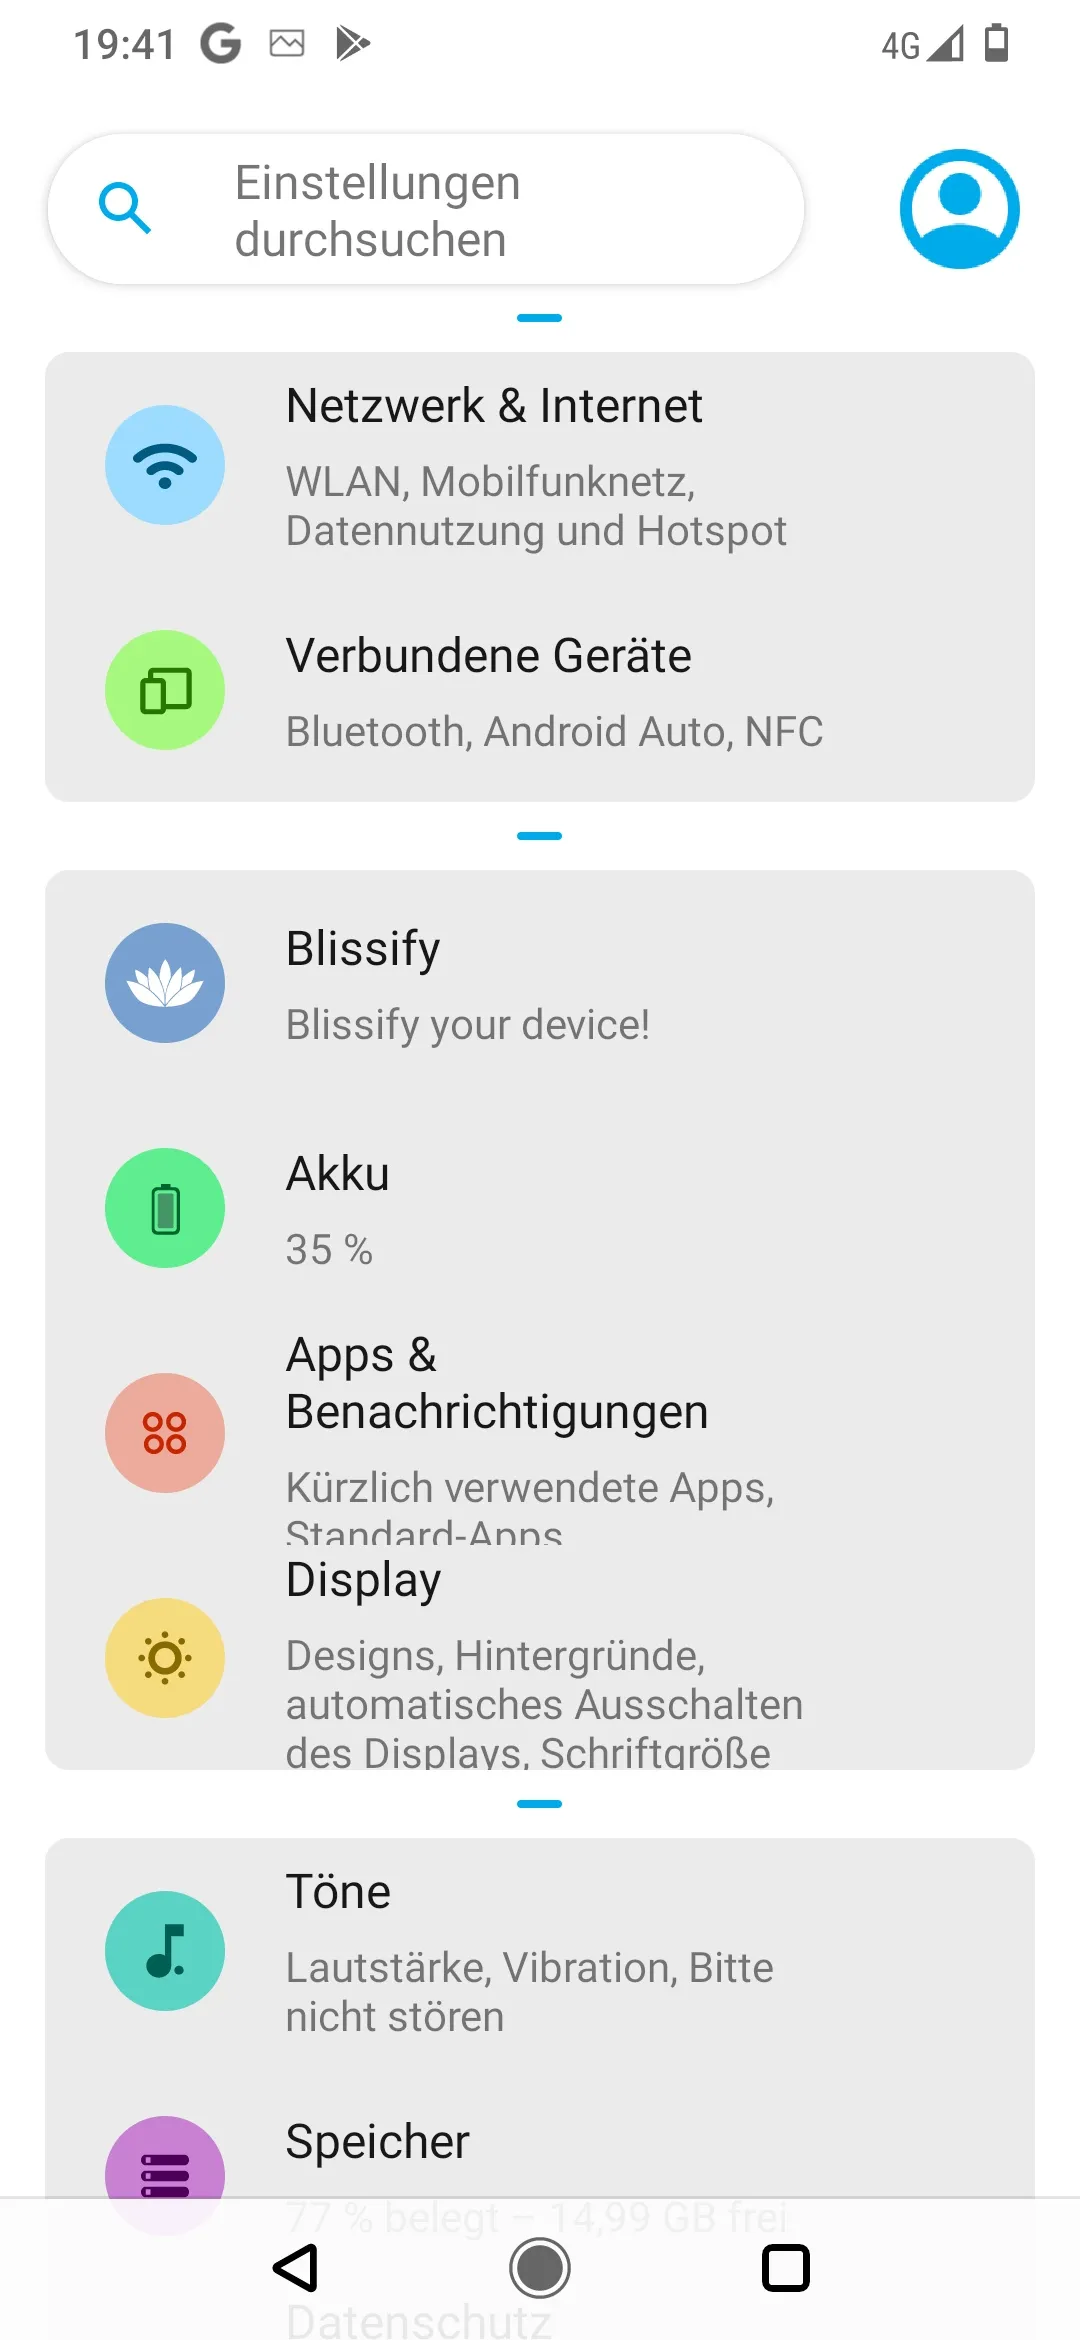 19:41
4G
Einstellungen
durchsuchen
Netzwerk & Internet
WLAN, Mobilfunknetz,
Datennutzung und Hotspot
Verbundene Geräte
Bluetooth, Android Auto, NFC
Blissify
Blissify your device!
Akku
35 %
Apps &
Benachrichtigungen
Kürzlich verwendete Apps,
Standard-Apps
Display
Designs, Hintergründe,
automatisches Ausschalten
des Displays, Schriftgröße
Töne
Lautstärke, Vibration, Bitte
nicht stören
Speicher
77 % belegt – 14,99 GB frei
Datenschutz